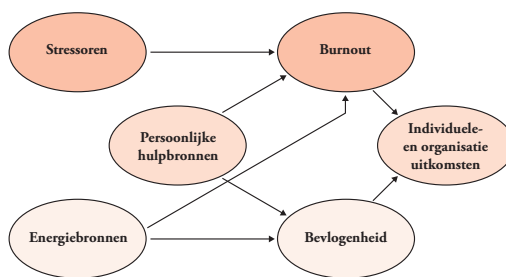 Stressoren
Burnout
Persoonlijke
hulpbronnen
Individuele-
en organisatie
uitkomsten
Energiebronnen
Bevlogenheid